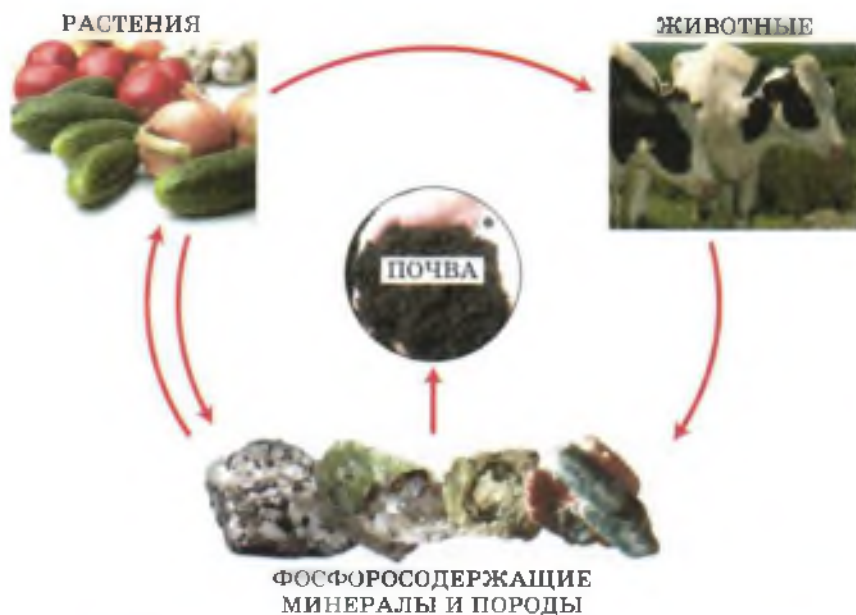 РАСТЕНИЯ
ЖИВОТНЫЕ
ПОЧВА
ФОСФОРОСОДЕРЖАЩИЕ
МИНЕРАЛЫ И ПОРОДЫ